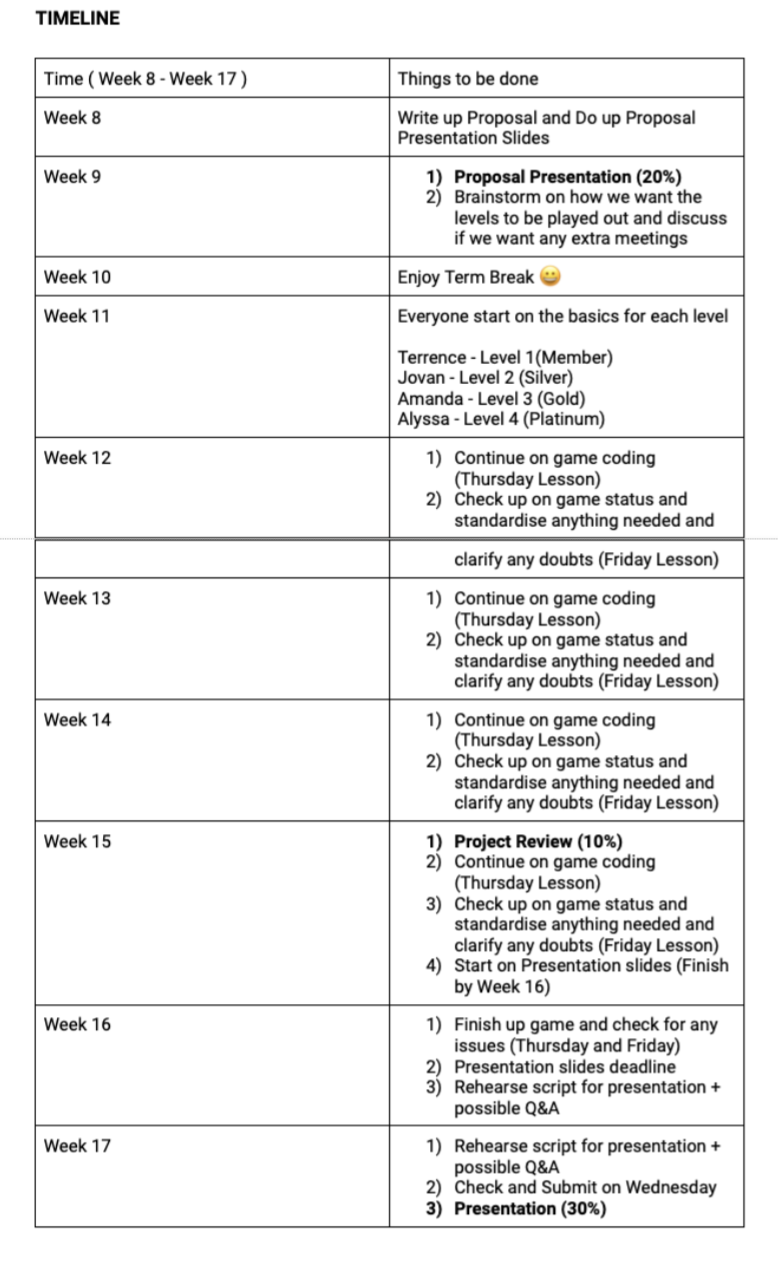 TIMELINE
Time ( Week 8 - Week 17 )
Things to be done
Week 8
Write up Proposal and Do up Proposal
Presentation Slides
Week 9
1) Proposal Presentation (20%)
2) Brainstorm on how we want the
levels to be played out and discuss
if we want any extra meetings
Week 10
Enjoy Term Break 😀
Week 11
Everyone start on the basics for each level
Terrence - Level 1(Member)
Jovan - Level 2 (Silver)
Amanda - Level 3 (Gold)
Alyssa - Level 4 (Platinum)
Week 12
1) Continue on game coding
(Thursday Lesson)
2) Check up on game status and
standardise anything needed and
clarify any doubts (Friday Lesson)
Week 13
1) Continue on game coding
(Thursday Lesson)
2) Check up on game status and
standardise anything needed and
clarify any doubts (Friday Lesson)
Week 14
1) Continue on game coding
(Thursday Lesson)
2) Check up on game status and
standardise anything needed and
clarify any doubts (Friday Lesson)
Week 15
1) Project Review (10%)
2) Continue on game coding
(Thursday Lesson)
3) Check up on game status and
standardise anything needed and
clarify any doubts (Friday Lesson)
4) Start on Presentation slides (Finish
by Week 16)
Week 16
1) Finish up game and check for any
issues (Thursday and Friday)
2) Presentation slides deadline
3) Rehearse script for presentation +
possible Q&A
Week 17
1) Rehearse script for presentation +
possible Q&A
2) Check and Submit on Wednesday
3) Presentation (30%)